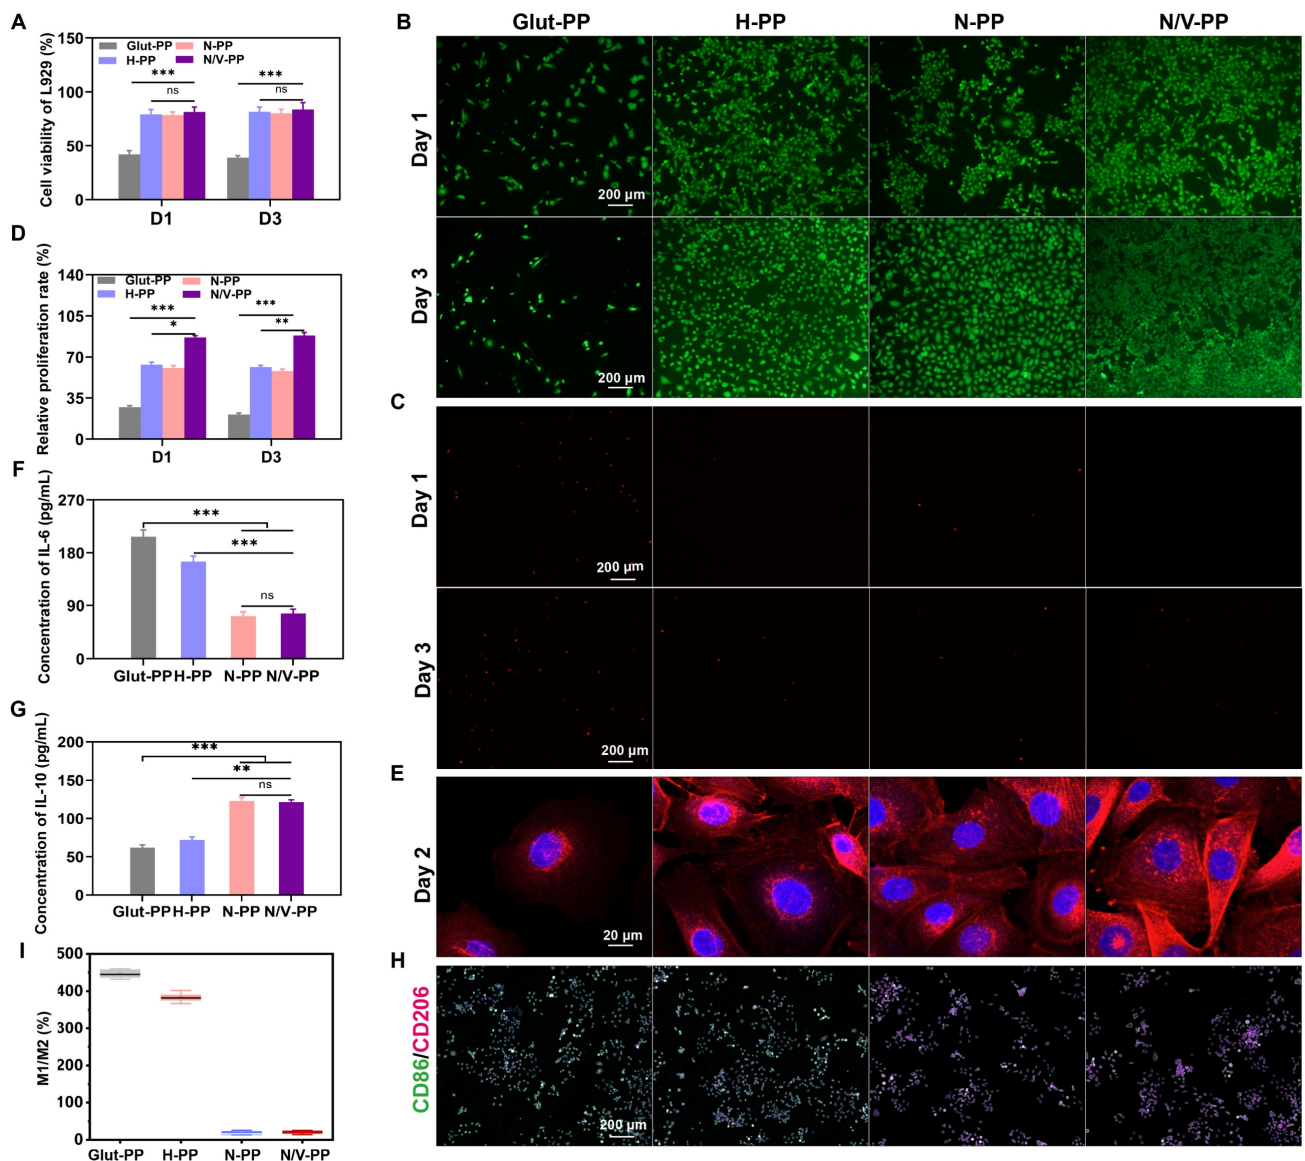 A
Cell viability of L929 (%)
150
100
50
0
Glut-PP
N-PP
H-PP
N/V-PP
***
ns
***
ns
D1
D3
B
Glut-PP
H-PP
N-PP
N/V-PP
Day 1
200 μm
Day 3
200 μm
C
Day 1
200 μm
Day 3
200 μm
D
Relative proliferation rate (%)
140
105
70
35
0
Glut-PP
N-PP
H-PP
N/V-PP
***
*
***
**
D1
D3
E
Day 2
20 μm
F
Concentration of IL-6 (pg/mL)
270
180
90
0
***
***
ns
Glut-PP H-PP N-PP N/V-PP
G
Concentration of IL-10 (pg/mL)
200
150
100
50
0
***
**
ns
Glut-PP H-PP N-PP N/V-PP
H
CD86/CD206
200 μm
I
M1/M2 (%)
500
400
300
200
100
0
Glut-PP H-PP N-PP N/V-PP